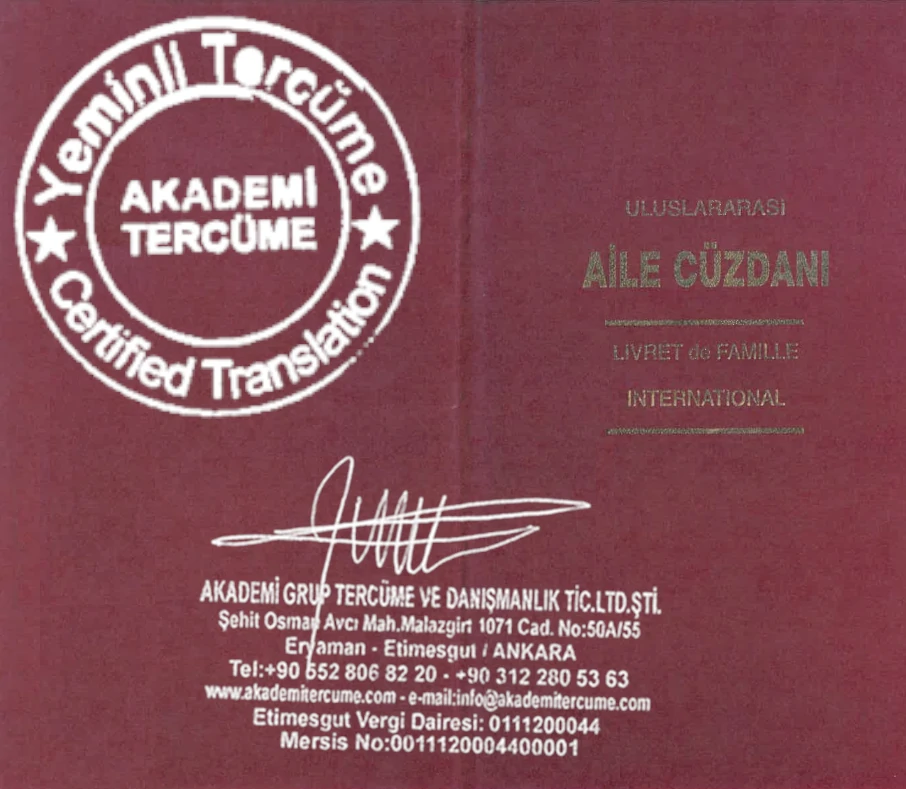 Yeminli Tercüme
AKADEMİ
TERCÜME
Certified Translation
ULUSLARARASI
AİLE CÜZDANI
LİVRET de FAMILLE
INTERNATIONAL
AKADEMİ GRUP TERCÜME VE DANIŞMANLIK TİC.LTD.ŞTİ.
Şehit Osman Avcı Mah.Malazgirt 1071 Cad. No:50A/55
Eryaman - Etimesgut / ANKARA
Tel:+90 552 806 82 20 - +90 312 280 53 63
www.akademitercume.com - e-mail:info@akademitercume.com
Etimesgut Vergi Dairesi: 0111200044
Mersis No:0011120004400001